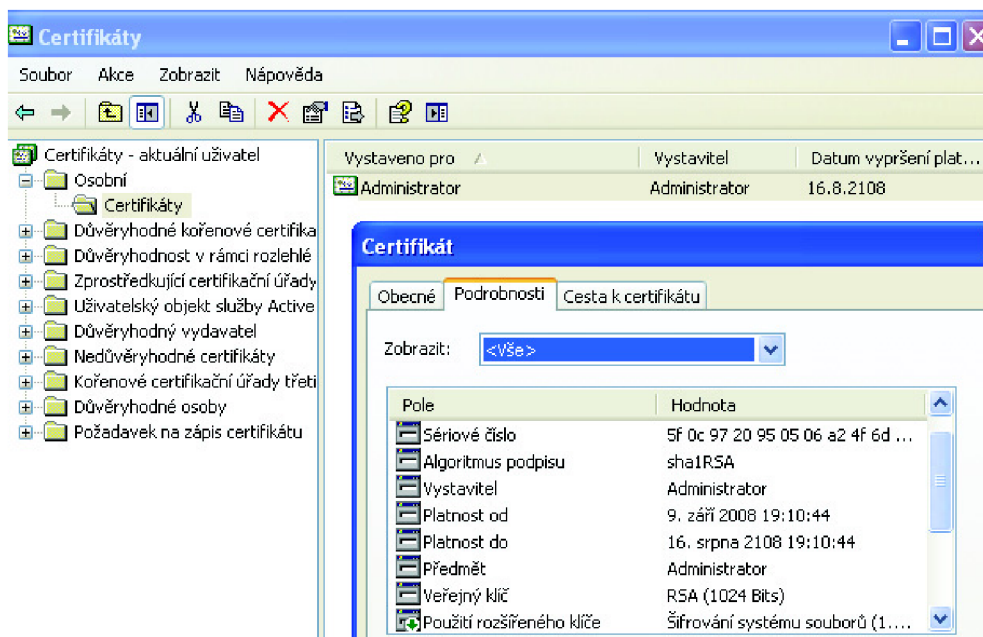 Certifikáty
Soubor Akce Zobrazit Nápověda
Certifikáty - aktuální uživatel
Osobní
Certifikáty
Důvěryhodné kořenové certifika
Důvěryhodnost v rámci rozlehlé
Zprostředkující certifikační úřady
Uživatelský objekt služby Active
Důvěryhodný vydavatel
Nedůvěryhodné certifikáty
Kořenové certifikační úřady třeti
Důvěryhodné osoby
Požadavek na zápis certifikátu
Vystaveno pro Vystavitel Datum vypršení plat...
Administrator Administrator 16.8.2108
Certifikát
Obecné Podrobnosti Cesta k certifikátu
Zobrazit: <Vše>
Pole Hodnota
Sériové číslo 5f 0c 97 20 95 05 06 a2 4f 6d ...
Algoritmus podpisu sha1RSA
Vystavitel Administrator
Platnost od 9. září 2008 19:10:44
Platnost do 16. srpna 2108 19:10:44
Předmět Administrator
Veřejný klíč RSA (1024 Bits)
Použití rozšířeného klíče Šifrování systému souborů (1....